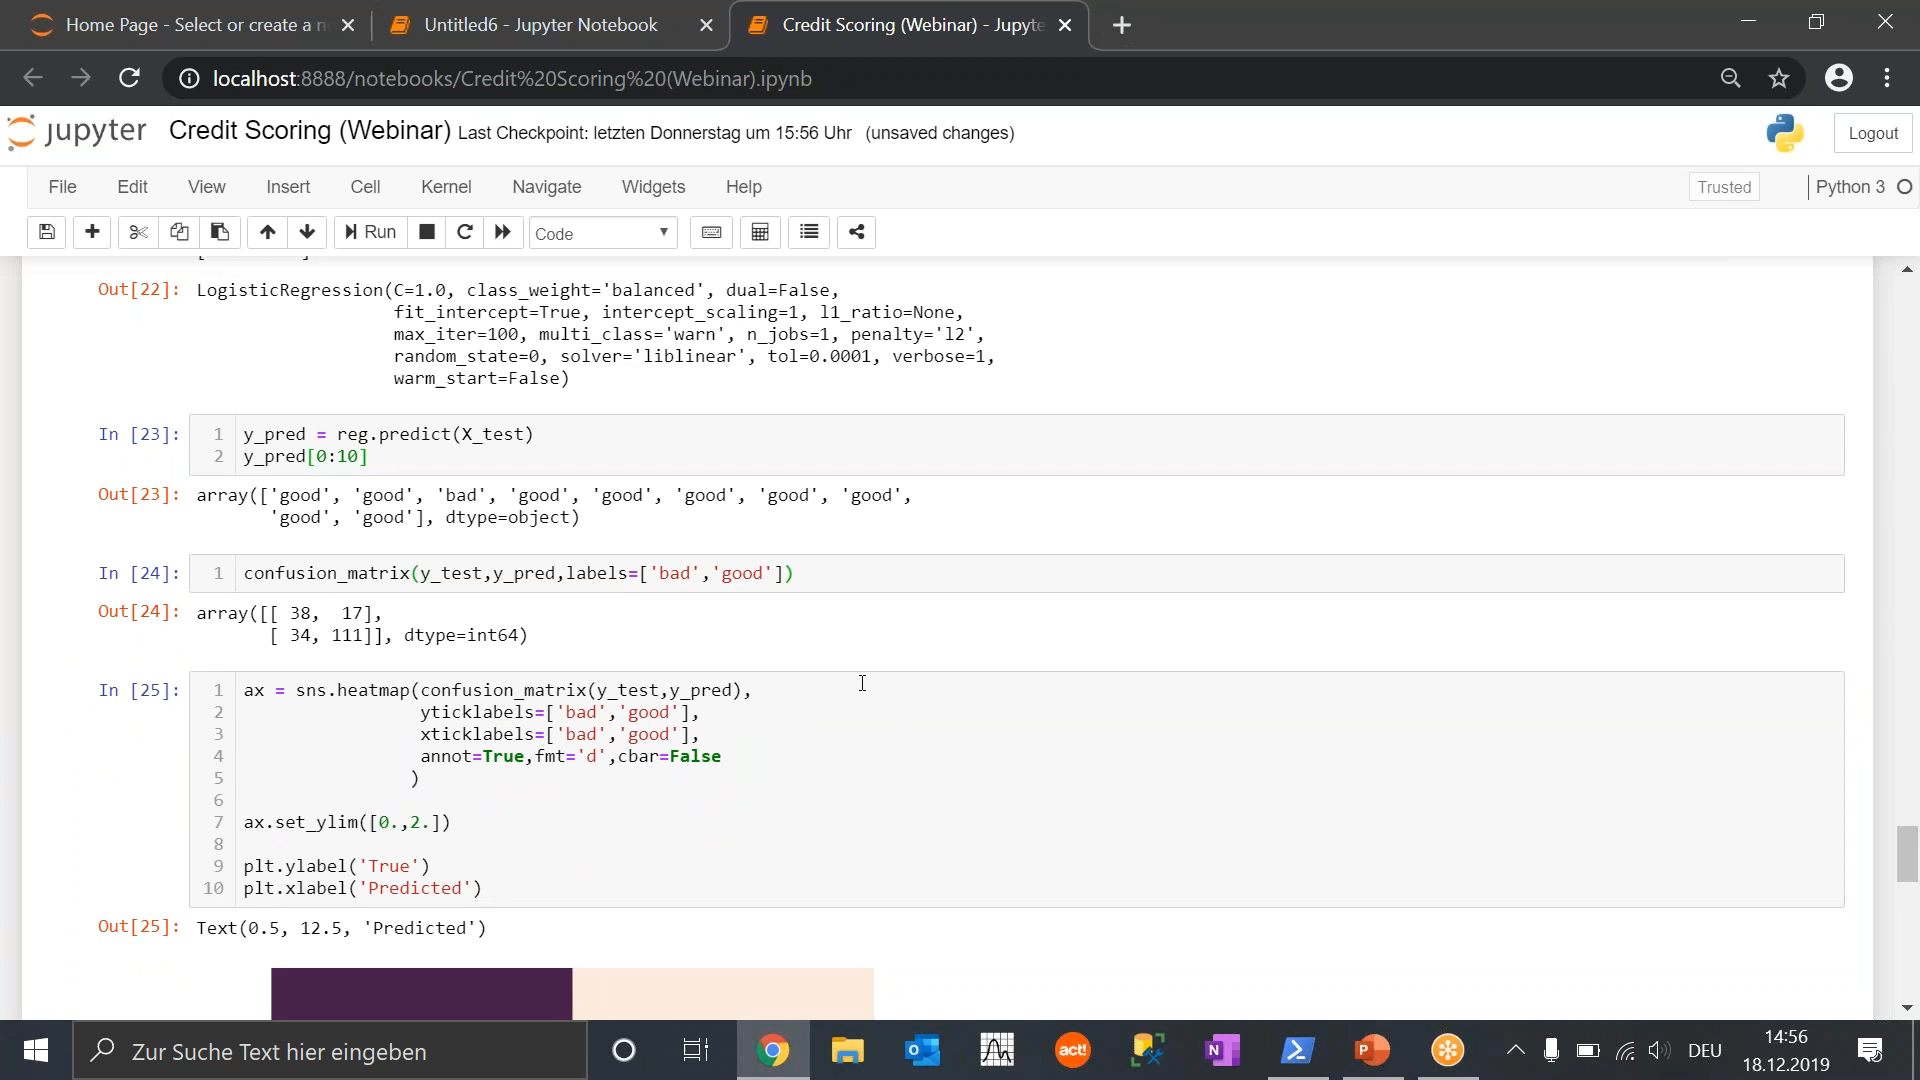 Home Page - Select or create a n
Untitled6 - Jupyter Notebook
Credit Scoring (Webinar) - Jupyte
localhost:8888/notebooks/Credit%20Scoring%20(Webinar).ipynb
jupyter Credit Scoring (Webinar) Last Checkpoint: letzten Donnerstag um 15:56 Uhr (unsaved changes)
Logout
File Edit View Insert Cell Kernel Navigate Widgets Help
Trusted
Python 3
Run
Code
Out[22]: LogisticRegression(C=1.0, class_weight='balanced', dual=False,
fit_intercept=True, intercept_scaling=1, l1_ratio=None,
max_iter=100, multi_class='warn', n_jobs=1, penalty='l2',
random_state=0, solver='liblinear', tol=0.0001, verbose=1,
warm_start=False)
In [23]: 1 y_pred = reg.predict(X_test)
2 y_pred[0:10]
Out[23]: array(['good', 'good', 'bad', 'good', 'good', 'good', 'good', 'good',
'good', 'good'], dtype=object)
In [24]: 1 confusion_matrix(y_test,y_pred,labels=['bad','good'])
Out[24]: array([[ 38, 17],
[ 34, 111]], dtype=int64)
In [25]: 1 ax = sns.heatmap(confusion_matrix(y_test,y_pred),
2 yticklabels=['bad','good'],
3 xticklabels=['bad','good'],
4 annot=True,fmt='d',cbar=False
5 )
6
7 ax.set_ylim([0.,2.])
8
9 plt.ylabel('True')
10 plt.xlabel('Predicted')
Out[25]: Text(0.5, 12.5, 'Predicted')
Zur Suche Text hier eingeben
act!
N
P
DEU
14:56
18.12.2019